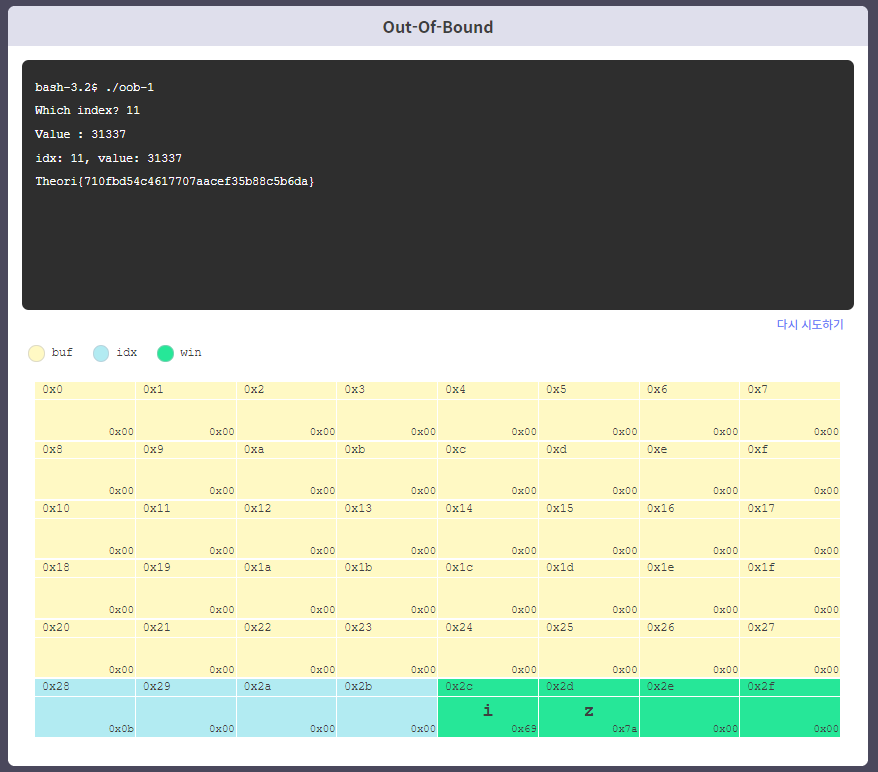 Out-Of-Bound
bash-3.2$ ./oob-1
Which index? 11
Value : 31337
idx: 11, value: 31337
Theori{710fbd54c4617707aacef35b88c5b6da}
다시 시도하기
buf idx win
0x0 0x1 0x2 0x3 0x4 0x5 0x6 0x7
0x00 0x00 0x00 0x00 0x00 0x00 0x00 0x00
0x8 0x9 0xa 0xb 0xc 0xd 0xe 0xf
0x00 0x00 0x00 0x00 0x00 0x00 0x00 0x00
0x10 0x11 0x12 0x13 0x14 0x15 0x16 0x17
0x00 0x00 0x00 0x00 0x00 0x00 0x00 0x00
0x18 0x19 0x1a 0x1b 0x1c 0x1d 0x1e 0x1f
0x00 0x00 0x00 0x00 0x00 0x00 0x00 0x00
0x20 0x21 0x22 0x23 0x24 0x25 0x26 0x27
0x00 0x00 0x00 0x00 0x00 0x00 0x00 0x00
0x28 0x29 0x2a 0x2b 0x2c 0x2d 0x2e 0x2f
i z
0x0b 0x00 0x00 0x00 0x69 0x7a 0x00 0x00